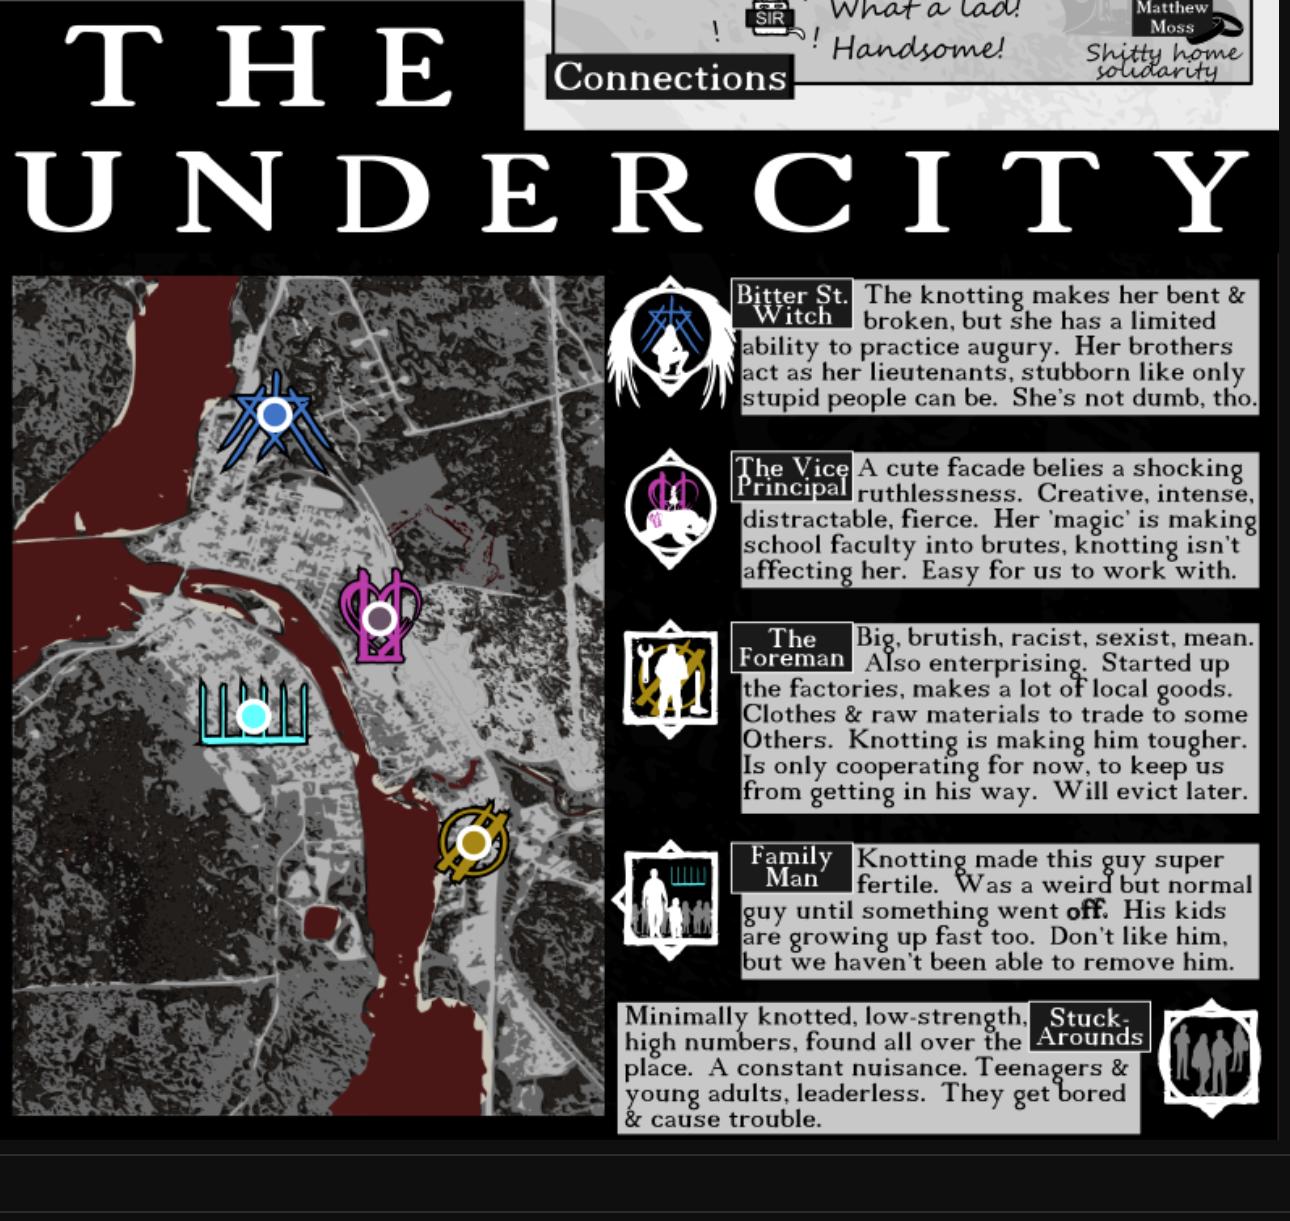 SIR
What a lad!
Handsome!
Matthew
Moss
Shitty home
solidarity
Connections
THE
UNDERCITY
Bitter St.
Witch
The knotting makes her bent &
broken, but she has a limited
ability to practice augury. Her brothers
act as her lieutenants, stubborn like only
stupid people can be. She's not dumb, tho.
The Vice
Principal
A cute facade belies a shocking
ruthlessness. Creative, intense,
distractable, fierce. Her 'magic' is making
school faculty into brutes, knotting isn't
affecting her. Easy for us to work with.
The
Foreman
Big, brutish, racist, sexist, mean.
Also enterprising. Started up
the factories, makes a lot of local goods.
Clothes & raw materials to trade to some
Others. Knotting is making him tougher.
Is only cooperating for now, to keep us
from getting in his way. Will evict later.
Family
Man
Knotting made this guy super
fertile. Was a weird but normal
guy until something went off. His kids
are growing up fast too. Don't like him,
but we haven't been able to remove him.
Stuck-
Arounds
Minimally knotted, low-strength,
high numbers, found all over the
place. A constant nuisance. Teenagers &
young adults, leaderless. They get bored
& cause trouble.